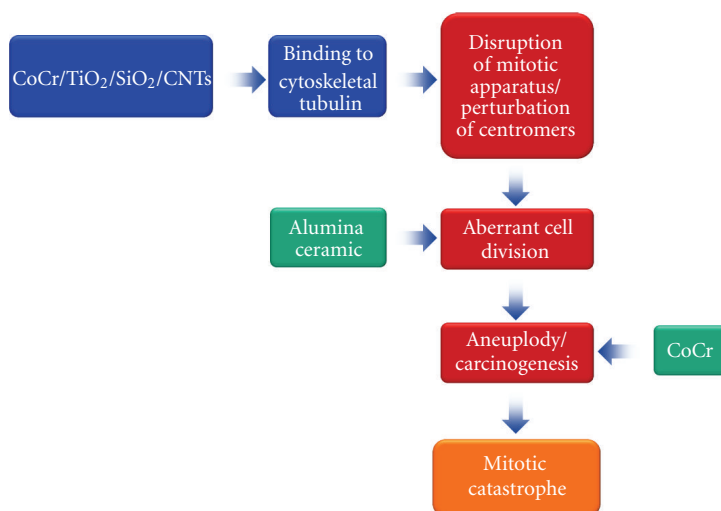 CoCr/TiO₂/SiO₂/CNTs
Binding to
cytoskeletal
tubulin
Disruption
of mitotic
apparatus/
perturbation
of centromers
Alumina
ceramic
Aberrant cell
division
Aneuplody/
carcinogenesis
CoCr
Mitotic
catastrophe